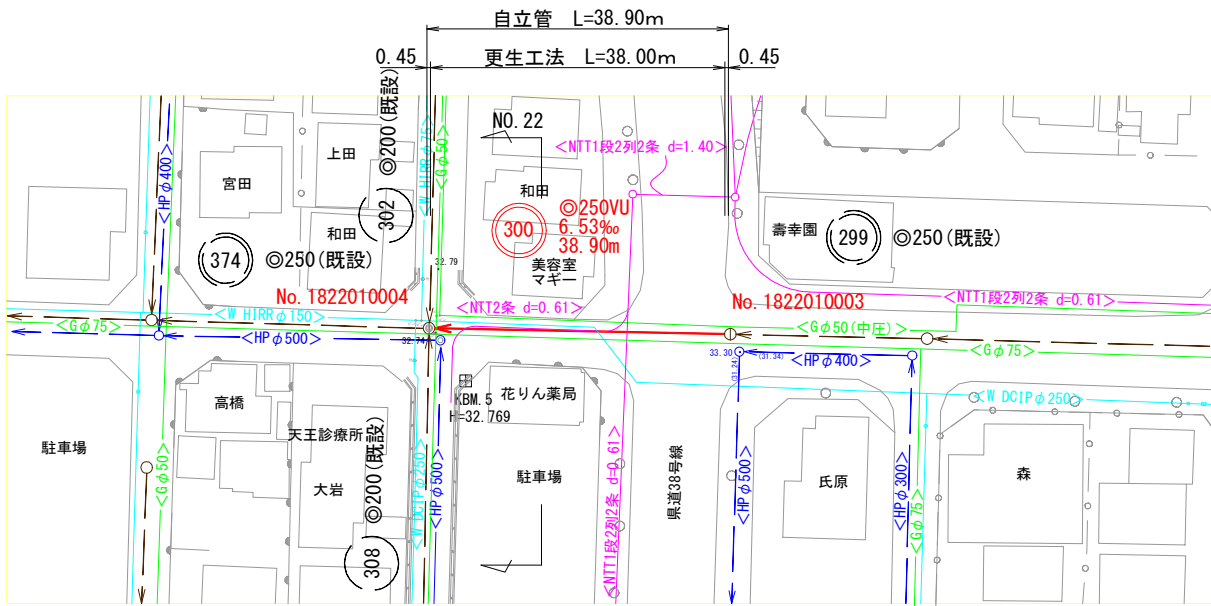 自立管 L=38.90m
0.45 更生工法 L=38.00m 0.45
◎200(既設)
302
<HPφ400>
<W HIRRφ75>
<Gφ50>
NO.22
<NTT1段2列2条 d=1.40>
上田
宮田
和田
和田
300
◎250VU
6.53‰
38.90m
美容室
マギー
壽幸園
299
◎250(既設)
374
◎250(既設)
32.79
No. 1822010004
No. 1822010003
<NTT2条 d=0.61>
<NTT1段2列2条 d=0.61>
<W HIRRφ150>
<Gφ75>
<Gφ50(中圧)>
<HPφ500>
32.74
<Gφ75>
33.30
(31.24)
(31.34)
<HPφ400>
KBM.5
H=32.769
花りん薬局
<W DCIPφ250>
高橋
天王診療所
駐車場
<Gφ50>
大岩
◎200(既設)
308
<W DCIPφ250>
<HPφ500>
駐車場
<NTT1段2列2条 d=0.61>
県道38号線
<HPφ500>
氏原
<HPφ300>
<Gφ75>
森